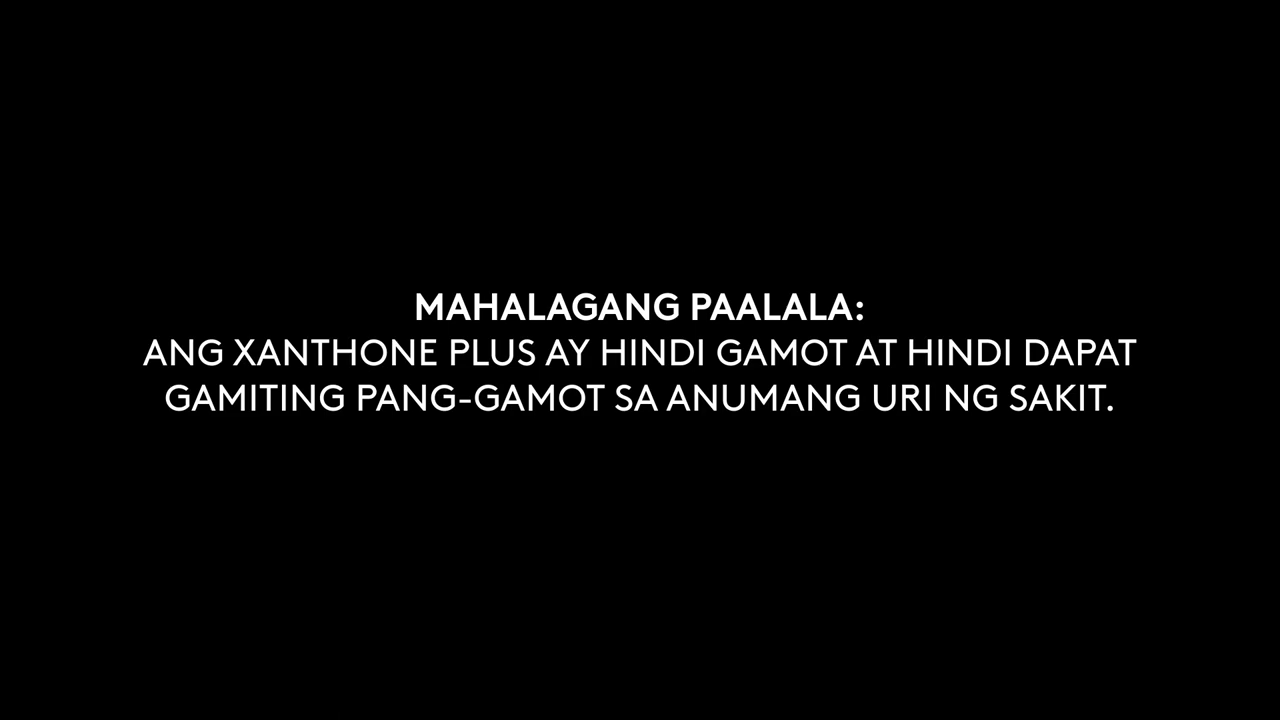 MAHALAGANG PAALALA:
ANG XANTHONE PLUS AY HINDI GAMOT AT HINDI DAPAT
GAMITING PANG-GAMOT SA ANUMANG URI NG SAKIT.